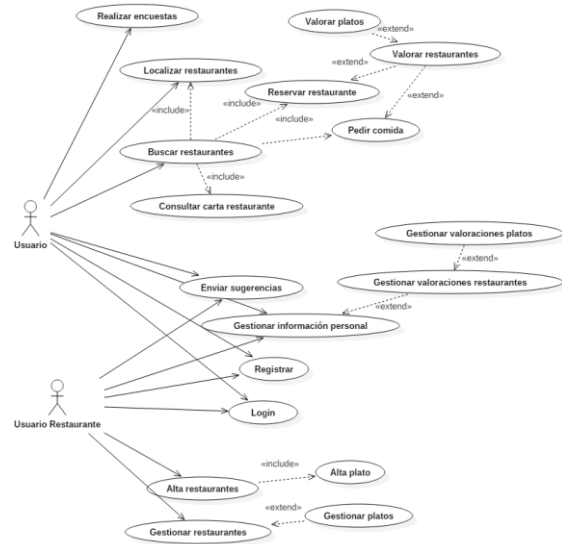 Realizar encuestas
Valorar platos
«extend»
Valorar restaurantes
Localizar restaurantes
«extend»
Reservar restaurante
«extend»
«include»
«include»
Pedir comida
Buscar restaurantes
«include»
Consultar carta restaurante
Usuario
Gestionar valoraciones platos
«extend»
Gestionar valoraciones restaurantes
Enviar sugerencias
«extend»
Gestionar información personal
Registrar
Login
Usuario Restaurante
«include»
Alta plato
Alta restaurantes
«extend»
Gestionar platos
Gestionar restaurantes